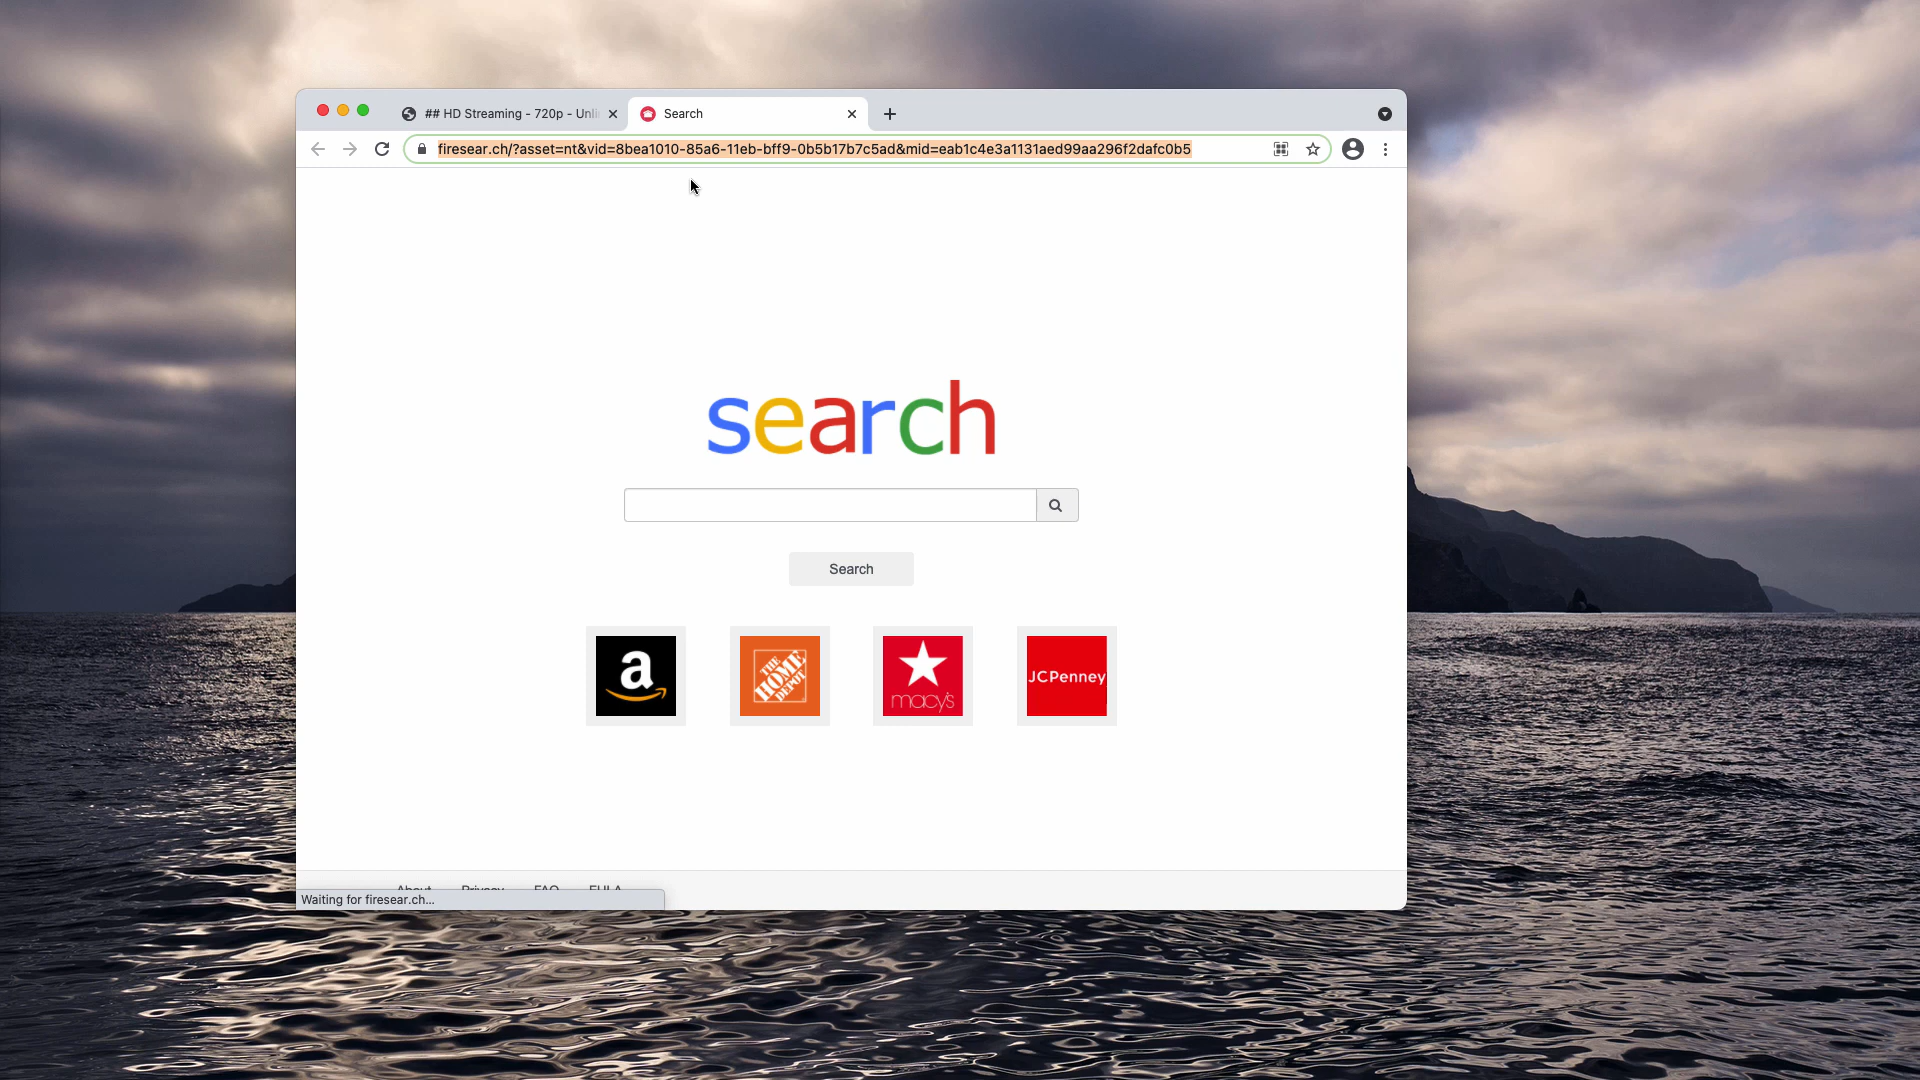 ## HD Streaming - 720p - Unli
Search
firesear.ch/?asset=nt&vid=8bea1010-85a6-11eb-bff9-0b5b17b7c5ad&mid=eab1c4e3a1131aed99aa296f2dafc0b5
search
Search
a
THE HOME DEPOT
macy's
JCPenney
About Privacy FAQ EULA
Waiting for firesear.ch...